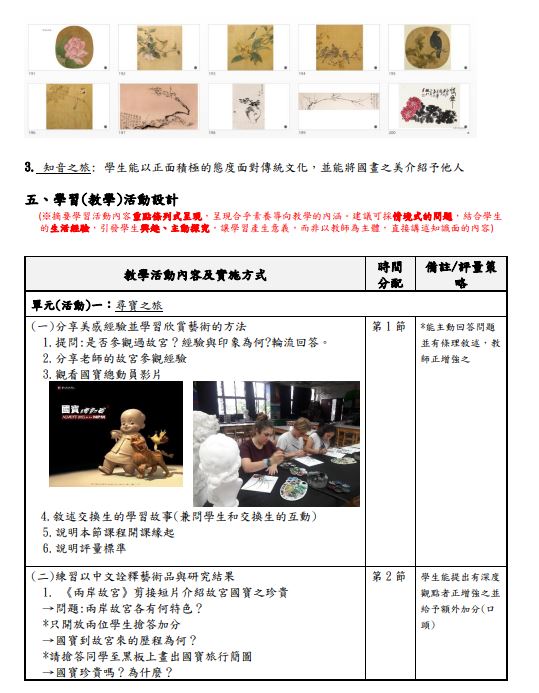 191 192 193 194 195
196 197 198 199 200
3. 知音之旅: 學生能以正面積極的態度面對傳統文化，並能將國畫之美介紹予他人
五、學習(教學)活動設計
(※摘要學習活動內容重點條列式呈現，呈現合乎素養導向教學的內涵。建議可採情境式的問題，結合學生
的生活經驗，引發學生興趣、主動探究，讓學習產生意義，而非以教師為主體，直接講述知識面的內容)
教學活動內容及實施方式
時間
分配
備註/評量策
略
單元(活動)一：尋寶之旅
(一)分享美感經驗並學習欣賞藝術的方法
1.提問:是否參觀過故宮？經驗與印象為何?輪流回答。
2.分享老師的故宮參觀經驗
3.觀看國寶總動員影片
國寶總動員
4.敘述交換生的學習故事(兼問學生和交換生的互動)
5.說明本節課程開課緣起
6.說明評量標準
第 1 節
*能主動回答問題
並有條理敘述，教
師正增強之
(二)練習以中文詮釋藝術品與研究結果
1. 《兩岸故宮》剪接短片介紹故宮國寶之珍貴
→問題:兩岸故宮各有何特色？
*只開放兩位學生搶答加分
→國寶到故宮來的歷程為何？
*請搶答同學至黑板上畫出國寶旅行簡圖
→國寶珍貴嗎？為什麼？
第 2 節
學生能提出有深度
觀點者正增強之並
給予額外加分(口
頭)